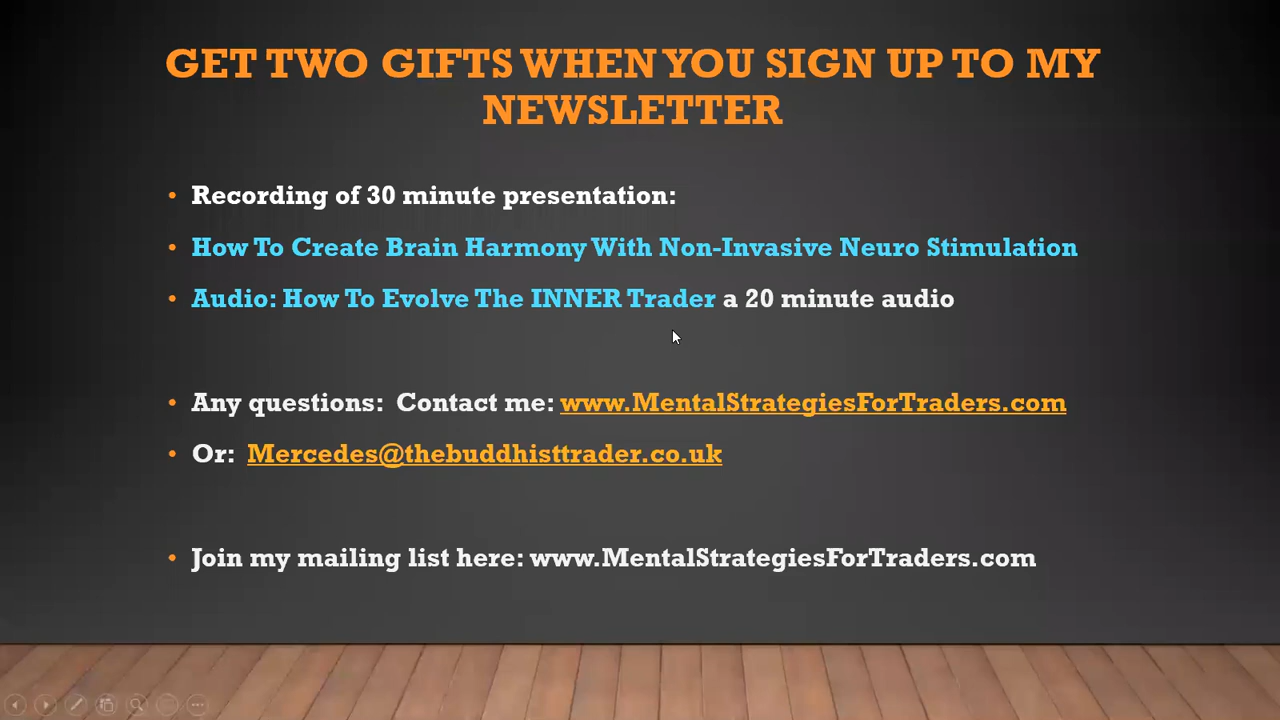 GET TWO GIFTS WHEN YOU SIGN UP TO MY
NEWSLETTER
• Recording of 30 minute presentation:
• How To Create Brain Harmony With Non-Invasive Neuro Stimulation
• Audio: How To Evolve The INNER Trader a 20 minute audio
• Any questions:  Contact me: www.MentalStrategiesForTraders.com
• Or:  Mercedes@thebuddhisttrader.co.uk
• Join my mailing list here: www.MentalStrategiesForTraders.com